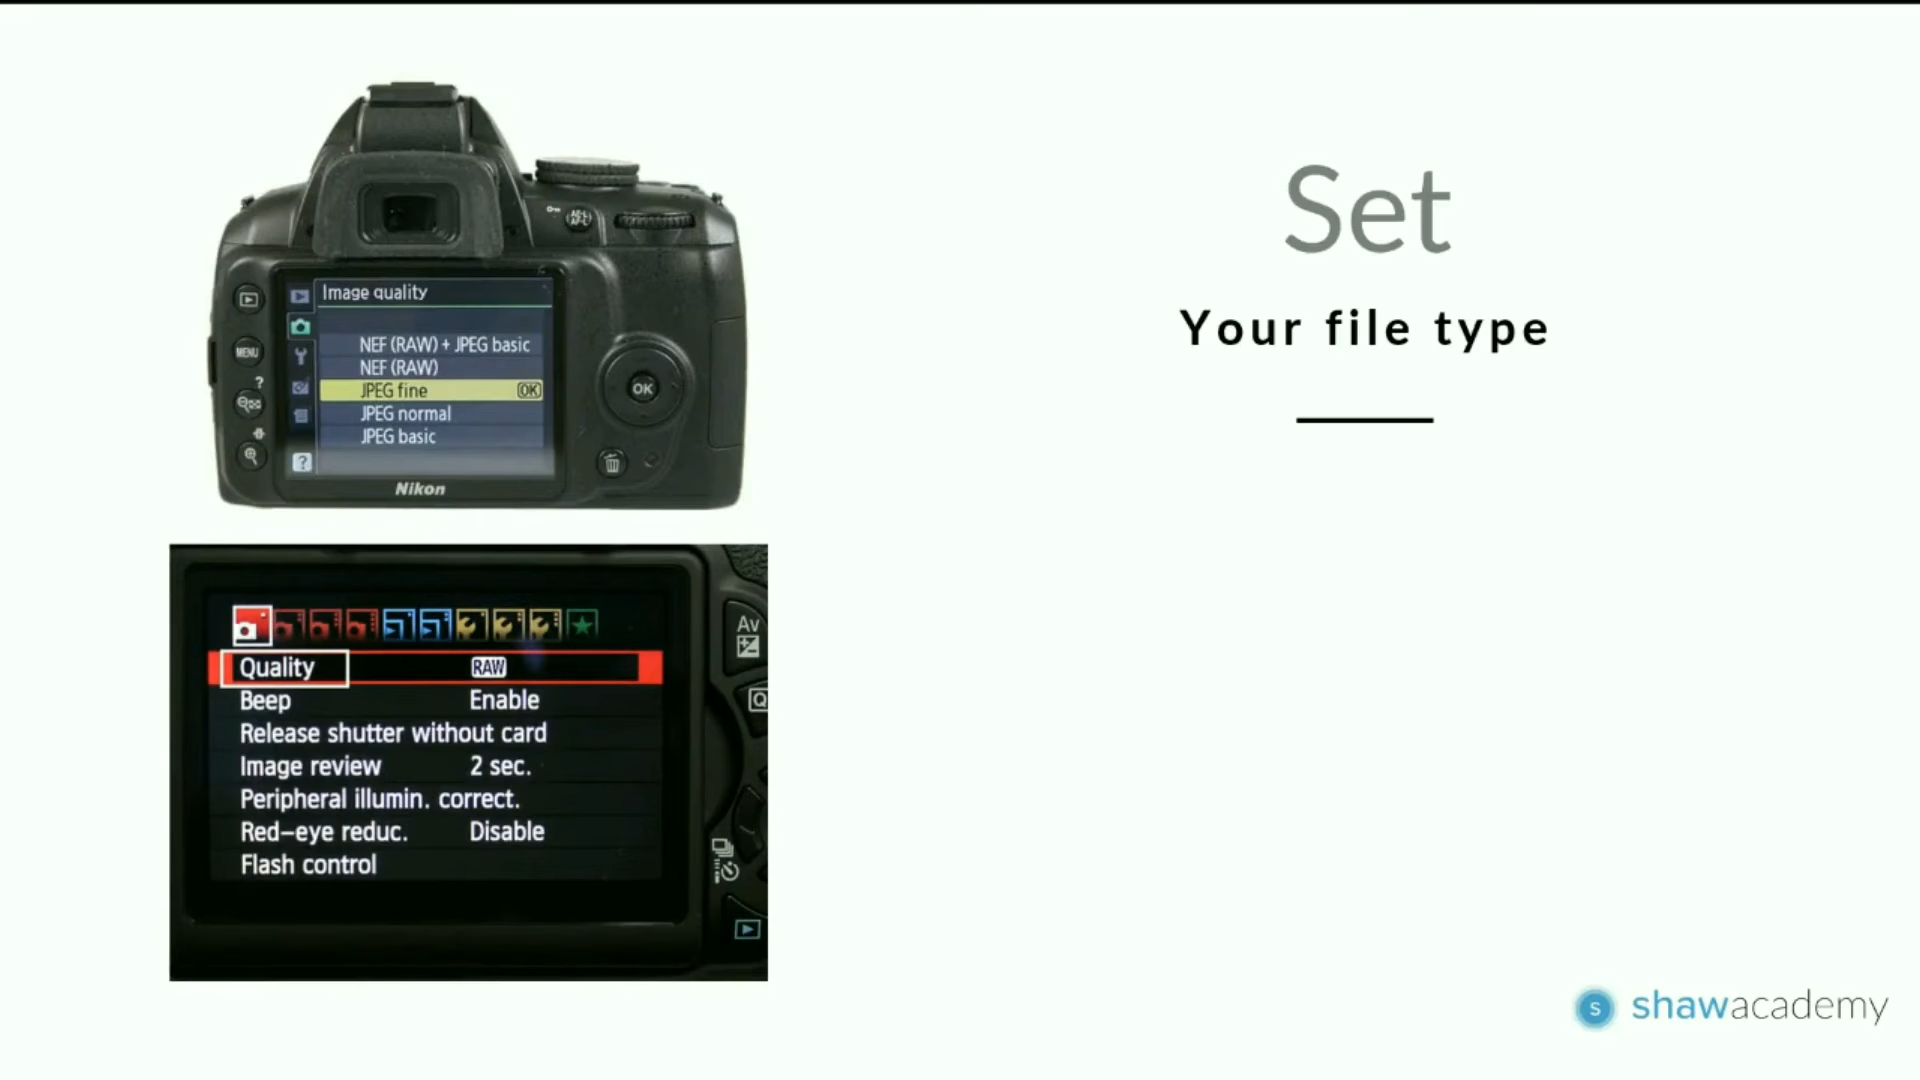 Set
Your file type
Image quality
NEF (RAW) + JPEG basic
NEF (RAW)
JPEG fine OK
JPEG normal
JPEG basic
MENU
?
?
OK
AE-L
AF-L
Nikon
Quality RAW
Beep Enable
Release shutter without card
Image review 2 sec.
Peripheral illumin. correct.
Red-eye reduc. Disable
Flash control
Av
Q
s shawacademy